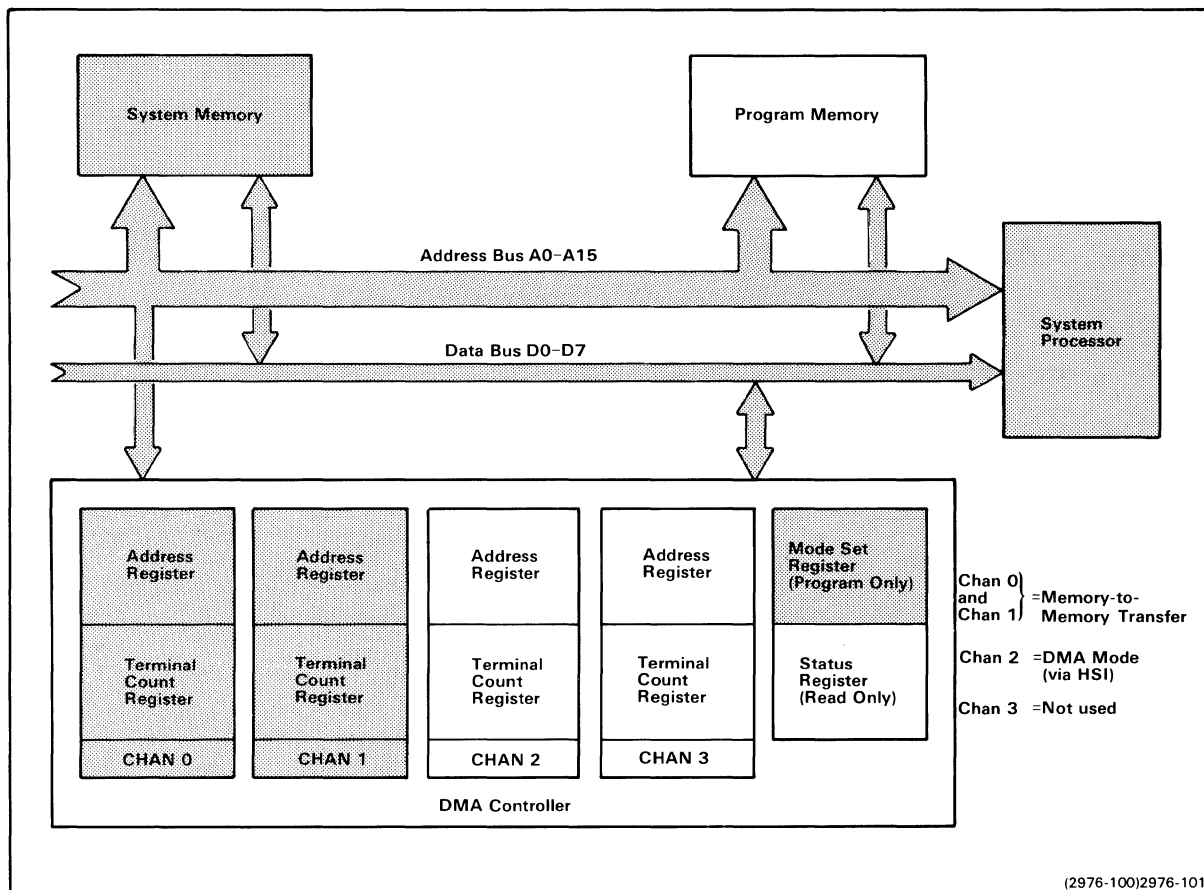 System Memory
Program Memory
Address Bus A0–A15
System
Processor
Data Bus D0–D7
Address
Register
Terminal
Count
Register
CHAN 0
Address
Register
Terminal
Count
Register
CHAN 1
Address
Register
Terminal
Count
Register
CHAN 2
Address
Register
Terminal
Count
Register
CHAN 3
Mode Set
Register
(Program Only)
Status
Register
(Read Only)
Chan 0
and
Chan 1
=Memory-to-
Memory Transfer
Chan 2 =DMA Mode
(via HSI)
Chan 3 =Not used
DMA Controller
(2976-100)2976-101